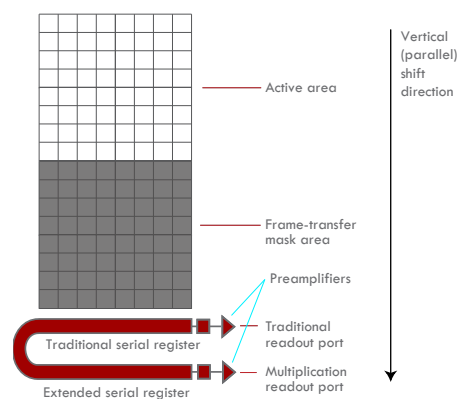 Vertical
(parallel)
shift
direction
Active area
Frame-transfer
mask area
Preamplifiers
Traditional
readout port
Traditional serial register
Multiplication
readout port
Extended serial register